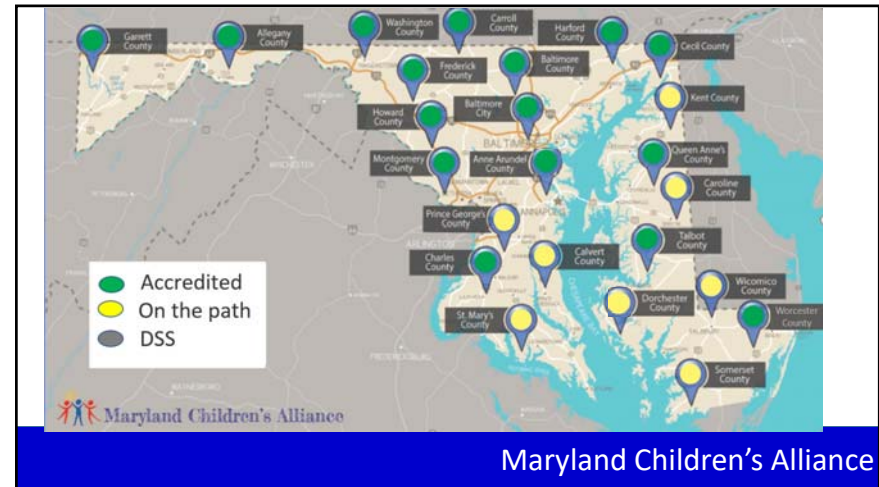 Garrett
County
Allegany
County
Washington
County
Carroll
County
Harford
County
Cecil County
Frederick
County
Baltimore
County
Kent County
Howard
County
Baltimore
City
Montgomery
County
Anne Arundel
County
Queen Anne's
County
Caroline
County
Prince George's
County
ANNAPOLIS
ARLINGTON
Calvert
County
Talbot
County
Charles
County
Dorchester
County
Wicomico
County
St. Mary's
County
Worcester
County
Somerset
County
Accredited
On the path
DSS
Maryland Children's Alliance
Maryland Children's Alliance